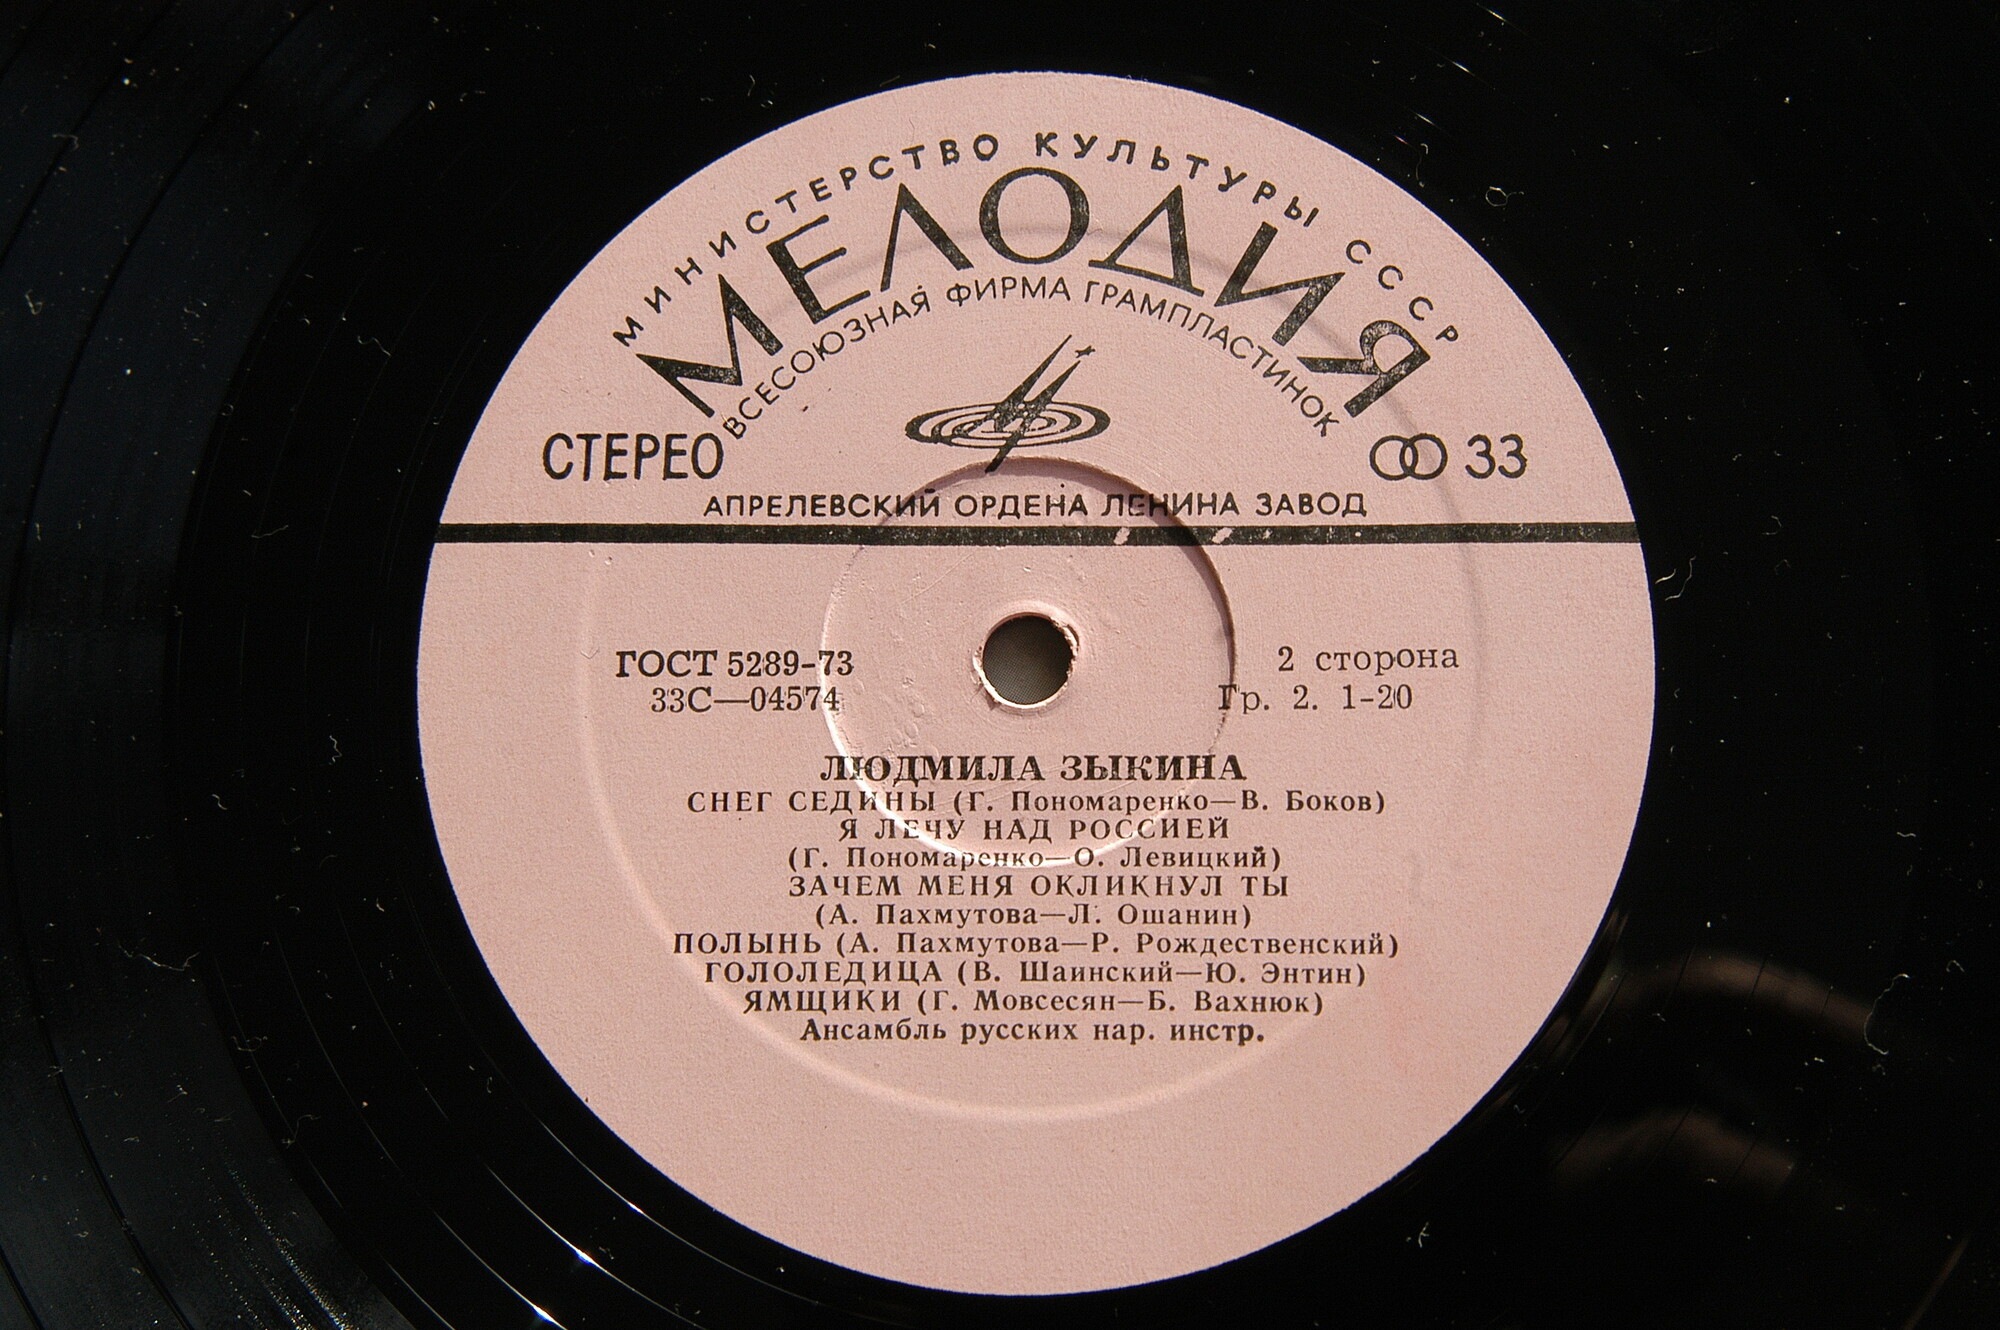 МИНИСТЕРСТВО КУЛЬТУРЫ СССР
МЕЛОДИЯ
ВСЕСОЮЗНАЯ ФИРМА ГРАМПЛАСТИНОК
СТЕРЕО 33
АПРЕЛЕВСКИЙ ОРДЕНА ЛЕНИНА ЗАВОД
ГОСТ 5289-73 2 сторона
33С—04574 Гр. 2. 1-20
ЛЮДМИЛА ЗЫКИНА
СНЕГ СЕДИНЫ (Г. Пономаренко—В. Боков)
Я ЛЕЧУ НАД РОССИЕЙ
(Г. Пономаренко—О. Левицкий)
ЗАЧЕМ МЕНЯ ОКЛИКНУЛ ТЫ
(А. Пахмутова—Л. Ошанин)
ПОЛЫНЬ (А. Пахмутова—Р. Рождественский)
ГОЛОЛЕДИЦА (В. Шаинский—Ю. Энтин)
ЯМЩИКИ (Г. Мовсесян—Б. Вахнюк)
Ансамбль русских нар. инстр.